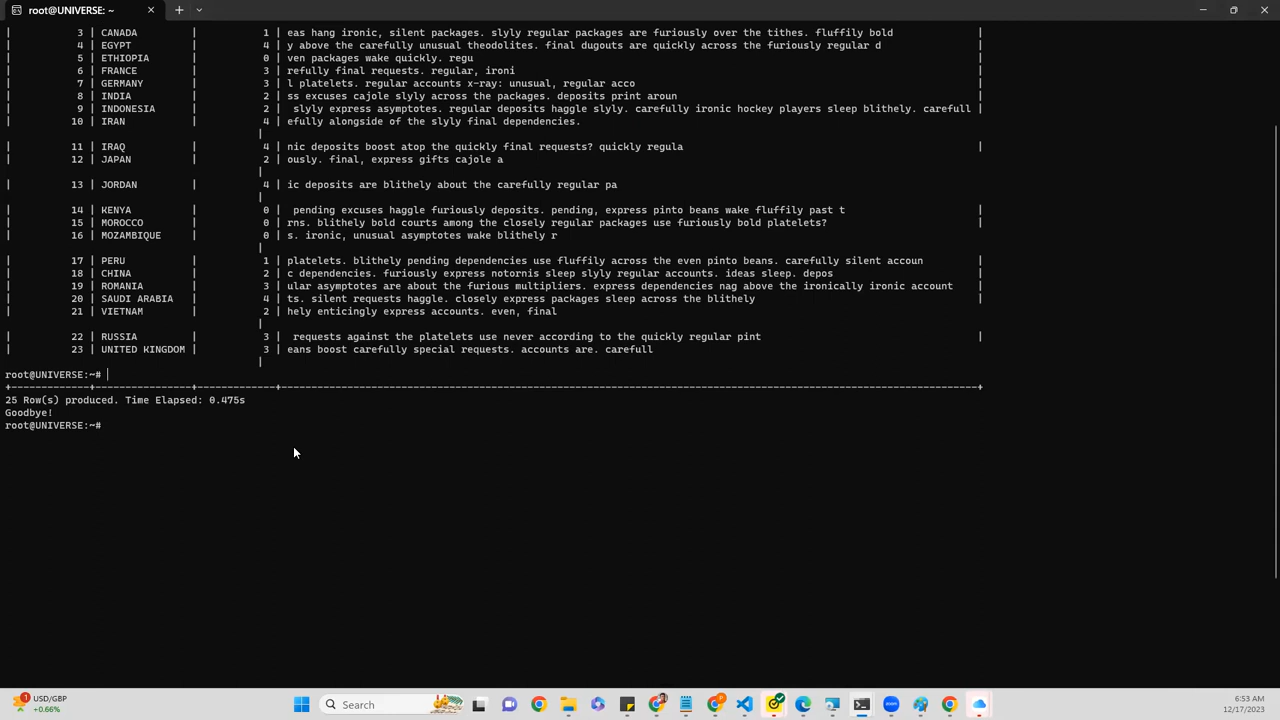 root@UNIVERSE: ~
| 3 | CANADA | 1 | eas hang ironic, silent packages. slyly regular packages are furiously over the tithes. fluffily bold |
| 4 | EGYPT | 4 | y above the carefully unusual theodolites. final dugouts are quickly across the furiously regular d |
| 5 | ETHIOPIA | 0 | ven packages wake quickly. regu |
| 6 | FRANCE | 3 | refully final requests. regular, ironi |
| 7 | GERMANY | 3 | l platelets. regular accounts x-ray: unusual, regular acco |
| 8 | INDIA | 2 | ss excuses cajole slyly across the packages. deposits print aroun |
| 9 | INDONESIA | 2 | slyly express asymptotes. regular deposits haggle slyly. carefully ironic hockey players sleep blithely. carefull |
| 10 | IRAN | 4 | efully alongside of the slyly final dependencies.
|
| 11 | IRAQ | 4 | nic deposits boost atop the quickly final requests? quickly regula |
| 12 | JAPAN | 2 | ously. final, express gifts cajole a
|
| 13 | JORDAN | 4 | ic deposits are blithely about the carefully regular pa
|
| 14 | KENYA | 0 | pending excuses haggle furiously deposits. pending, express pinto beans wake fluffily past t |
| 15 | MOROCCO | 0 | rns. blithely bold courts among the closely regular packages use furiously bold platelets? |
| 16 | MOZAMBIQUE | 0 | s. ironic, unusual asymptotes wake blithely r
|
| 17 | PERU | 1 | platelets. blithely pending dependencies use fluffily across the even pinto beans. carefully silent accoun |
| 18 | CHINA | 2 | c dependencies. furiously express notornis sleep slyly regular accounts. ideas sleep. depos |
| 19 | ROMANIA | 3 | ular asymptotes are about the furious multipliers. express dependencies nag above the ironically ironic account |
| 20 | SAUDI ARABIA | 4 | ts. silent requests haggle. closely express packages sleep across the blithely |
| 21 | VIETNAM | 2 | hely enticingly express accounts. even, final
|
| 22 | RUSSIA | 3 | requests against the platelets use never according to the quickly regular pint |
| 23 | UNITED KINGDOM | 3 | eans boost carefully special requests. accounts are. carefull
|
root@UNIVERSE:~#
25 Row(s) produced. Time Elapsed: 0.475s
Goodbye!
root@UNIVERSE:~#
1
USD/GBP
+0.66%
Search
zoom
6:53 AM
12/17/2023